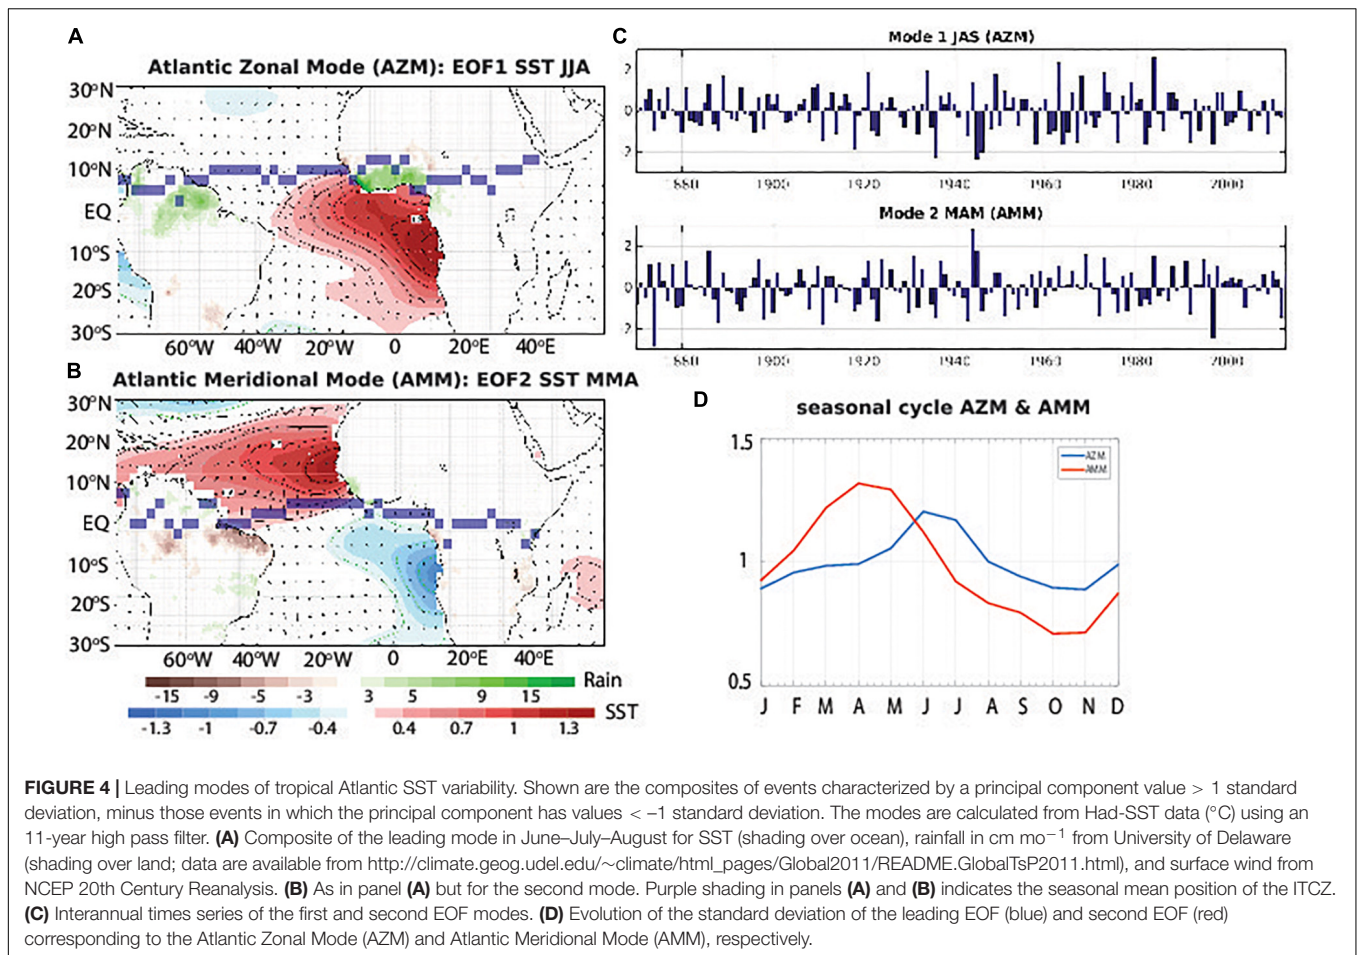 A
Atlantic Zonal Mode (AZM): EOF1 SST JJA
30°N
20°N
10°N
EQ
10°S
20°S
30°S
60°W 40°W 20°W 0 20°E 40°E
B
Atlantic Meridional Mode (AMM): EOF2 SST MMA
30°N
20°N
10°N
EQ
10°S
20°S
30°S
60°W 40°W 20°W 0 20°E 40°E
-15 -9 -5 -3 3 5 9 15 Rain
-1.3 -1 -0.7 -0.4 0.4 0.7 1 1.3 SST
C
Mode 1 JAS (AZM)
2
0
2
1900 1920 1940 1960 1980 2000
Mode 2 MAM (AMM)
2
0
2
1900 1920 1940 1960 1980 2000
D
seasonal cycle AZM & AMM
1.5
1
0.5
AZM
AMM
J F M A M J J A S O N D
FIGURE 4 | Leading modes of tropical Atlantic SST variability. Shown are the composites of events characterized by a principal component value > 1 standard
deviation, minus those events in which the principal component has values < –1 standard deviation. The modes are calculated from Had-SST data (°C) using an
11-year high pass filter. (A) Composite of the leading mode in June–July–August for SST (shading over ocean), rainfall in cm mo⁻¹ from University of Delaware
(shading over land; data are available from http://climate.geog.udel.edu/~climate/html_pages/Global2011/README.GlobalTsP2011.html), and surface wind from
NCEP 20th Century Reanalysis. (B) As in panel (A) but for the second mode. Purple shading in panels (A) and (B) indicates the seasonal mean position of the ITCZ.
(C) Interannual times series of the first and second EOF modes. (D) Evolution of the standard deviation of the leading EOF (blue) and second EOF (red)
corresponding to the Atlantic Zonal Mode (AZM) and Atlantic Meridional Mode (AMM), respectively.